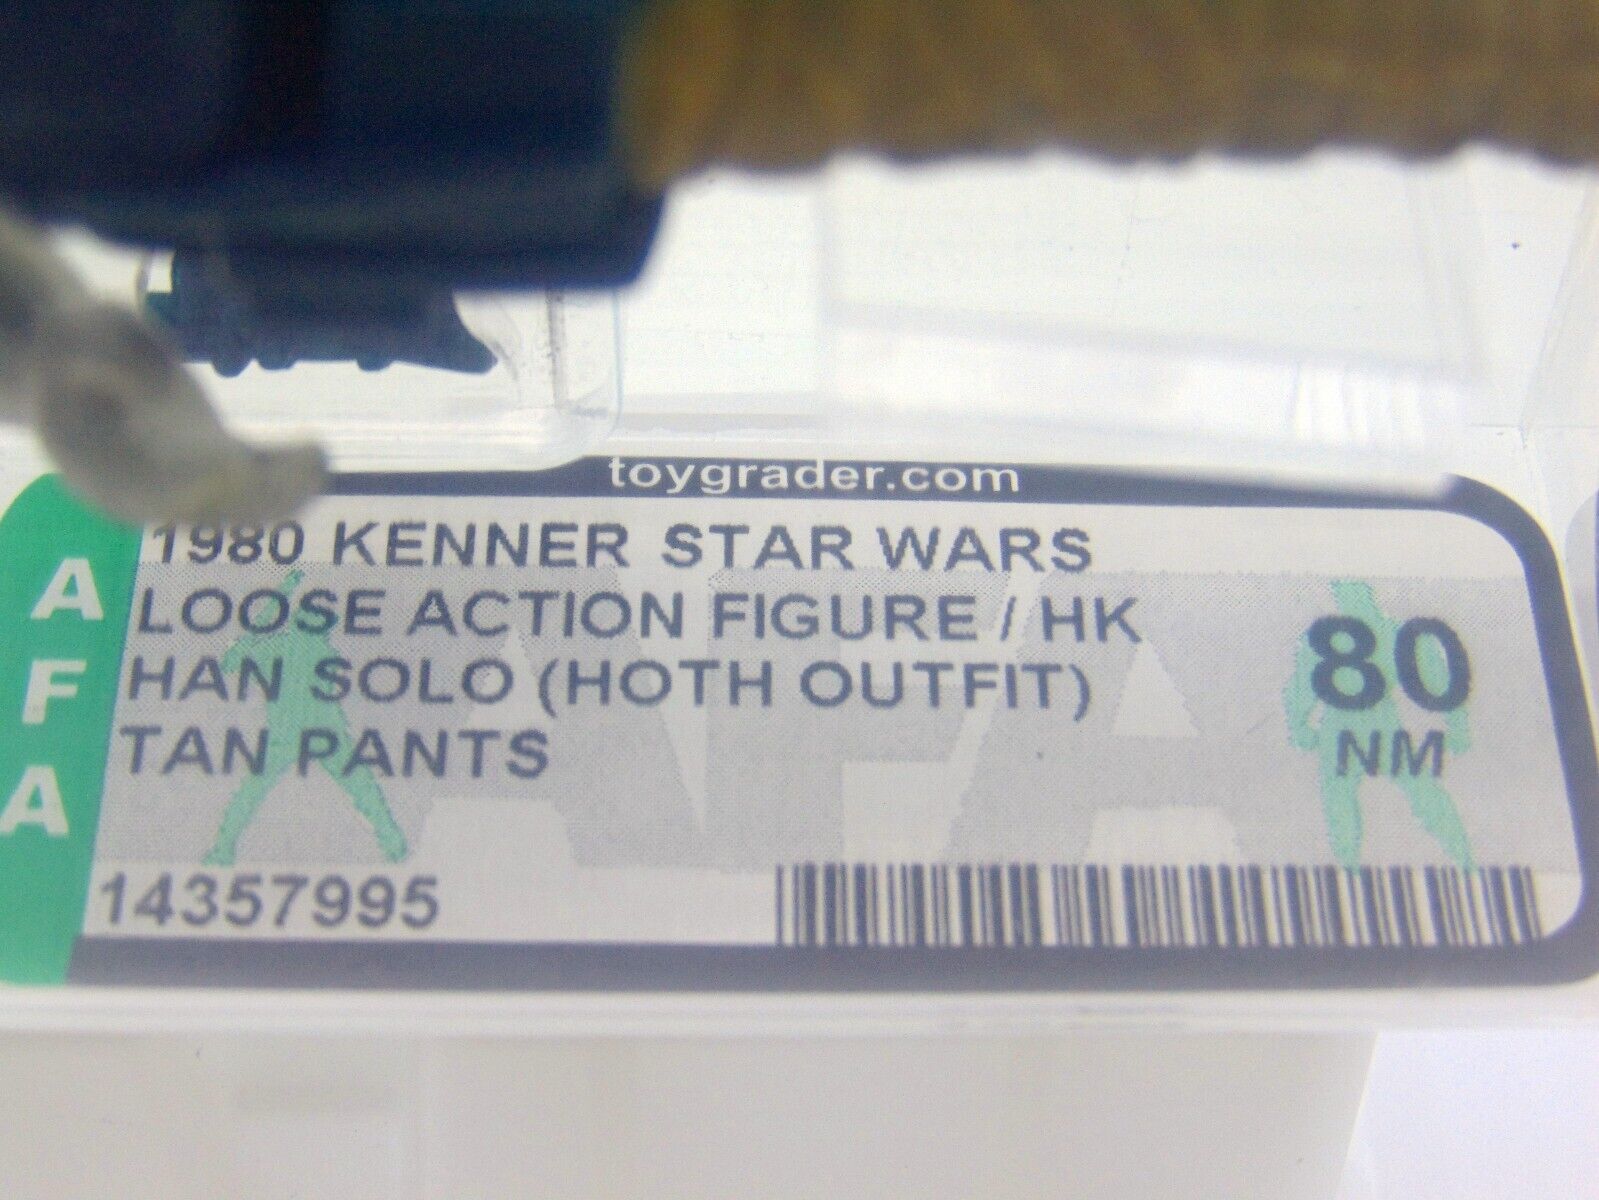 toygrader.com
1980 KENNER STAR WARS
LOOSE ACTION FIGURE / HK
HAN SOLO (HOTH OUTFIT)
TAN PANTS
80
NM
14357995
AFA
AFA